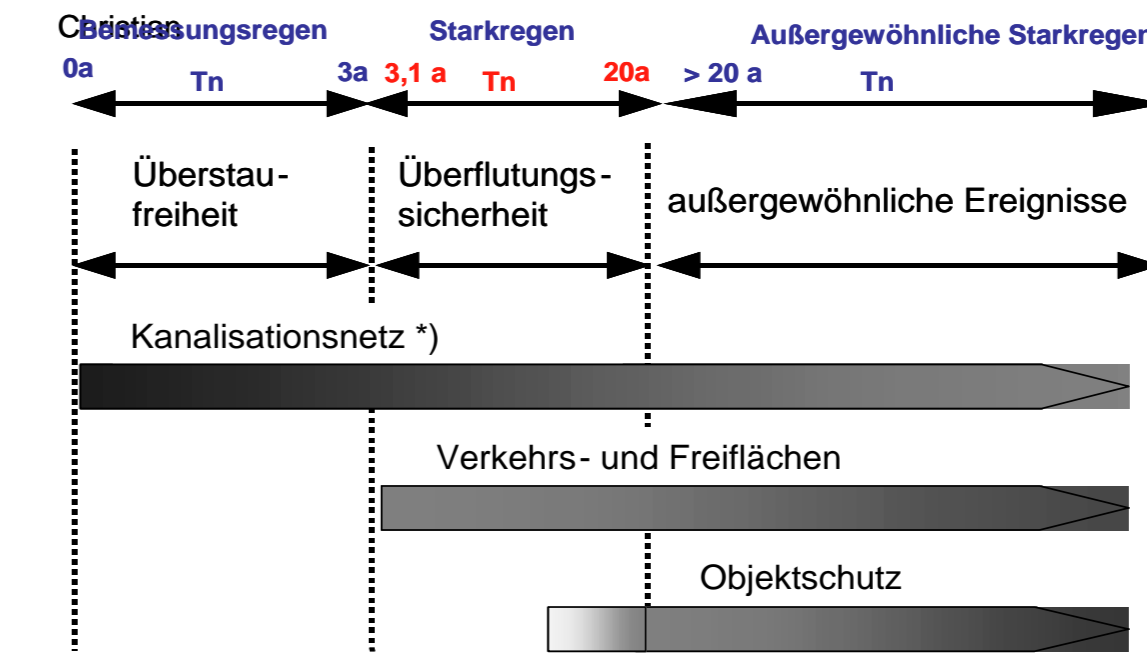 Christian
Bemessungsregen Starkregen Außergewöhnliche Starkregen
0a Tn 3a 3,1 a Tn 20a > 20 a Tn
Überstau-
freiheit
Überflutungs-
sicherheit
außergewöhnliche Ereignisse
Kanalisationsnetz *)
Verkehrs- und Freiflächen
Objektschutz